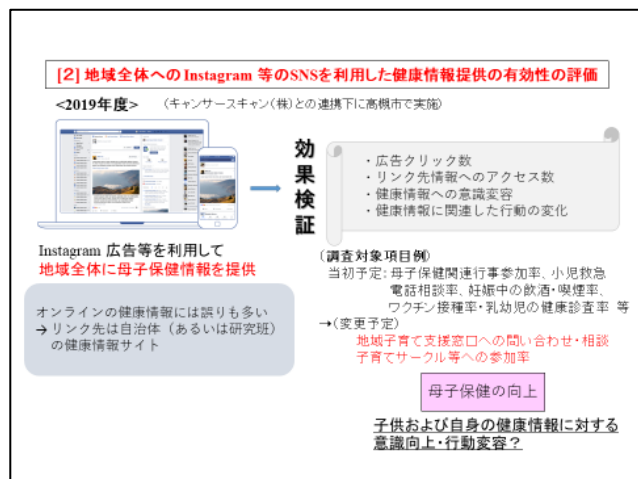 [2] 地域全体へのInstagram 等のSNSを利用した健康情報提供の有効性の評価
<2019年度>
(キャンサースキャン(株)との連携下に高槻市で実施)
効果検証
・広告クリック数
・リンク先情報へのアクセス数
・健康情報への意識変容
・健康情報に関連した行動の変化
Instagram 広告等を利用して
地域全体に母子保健情報を提供
オンラインの健康情報には誤りも多い
→ リンク先は自治体(あるいは研究班)
の健康情報サイト
(調査対象項目例)
当初予定: 母子保健関連行事参加率、小児救急
電話相談率、妊娠中の飲酒・喫煙率、
ワクチン接種率・乳幼児の健康診査率 等
→(変更予定)
地域子育て支援窓口への問い合わせ・相談
子育てサークル等への参加率
母子保健の向上
子供および自身の健康情報に対する
意識向上・行動変容?